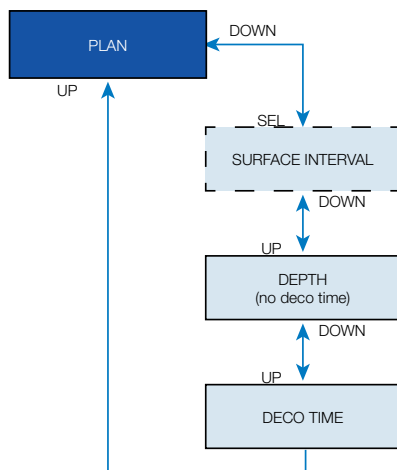 PLAN
DOWN
UP
SEL
SURFACE INTERVAL
DOWN
UP
DEPTH
(no deco time)
DOWN
UP
DECO TIME